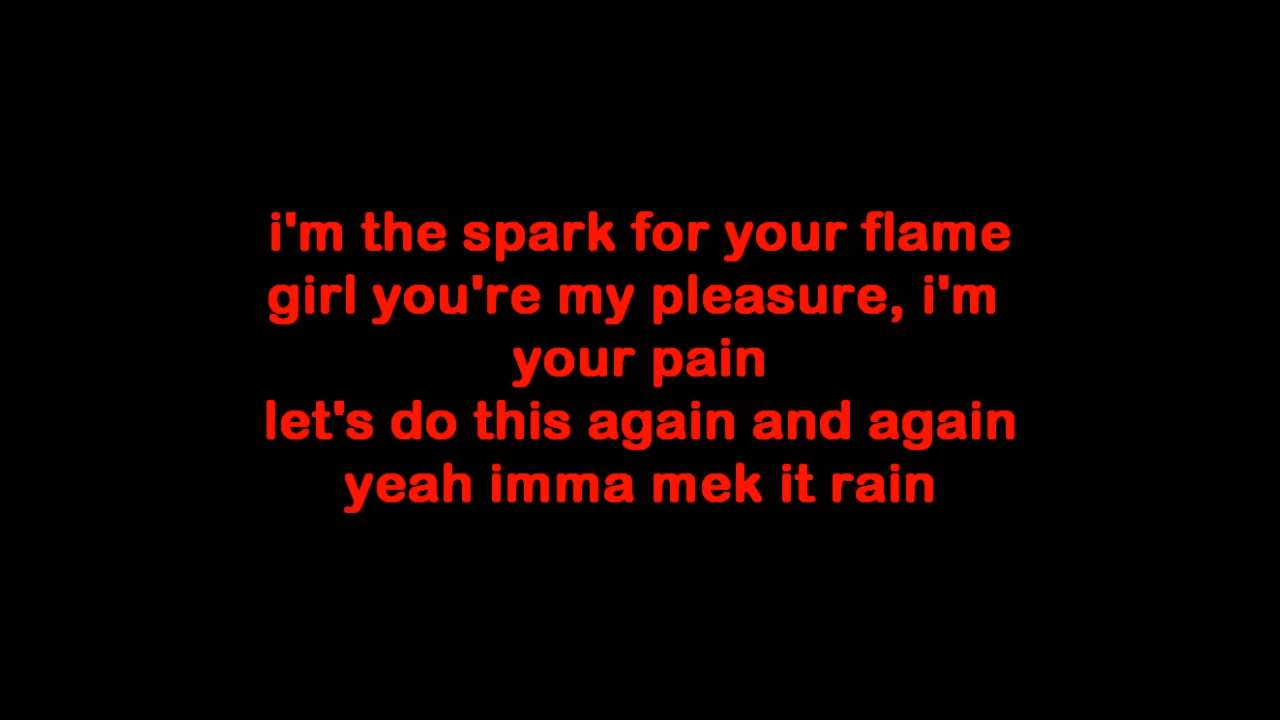 i'm the spark for your flame
girl you're my pleasure, i'm
your pain
let's do this again and again
yeah imma mek it rain